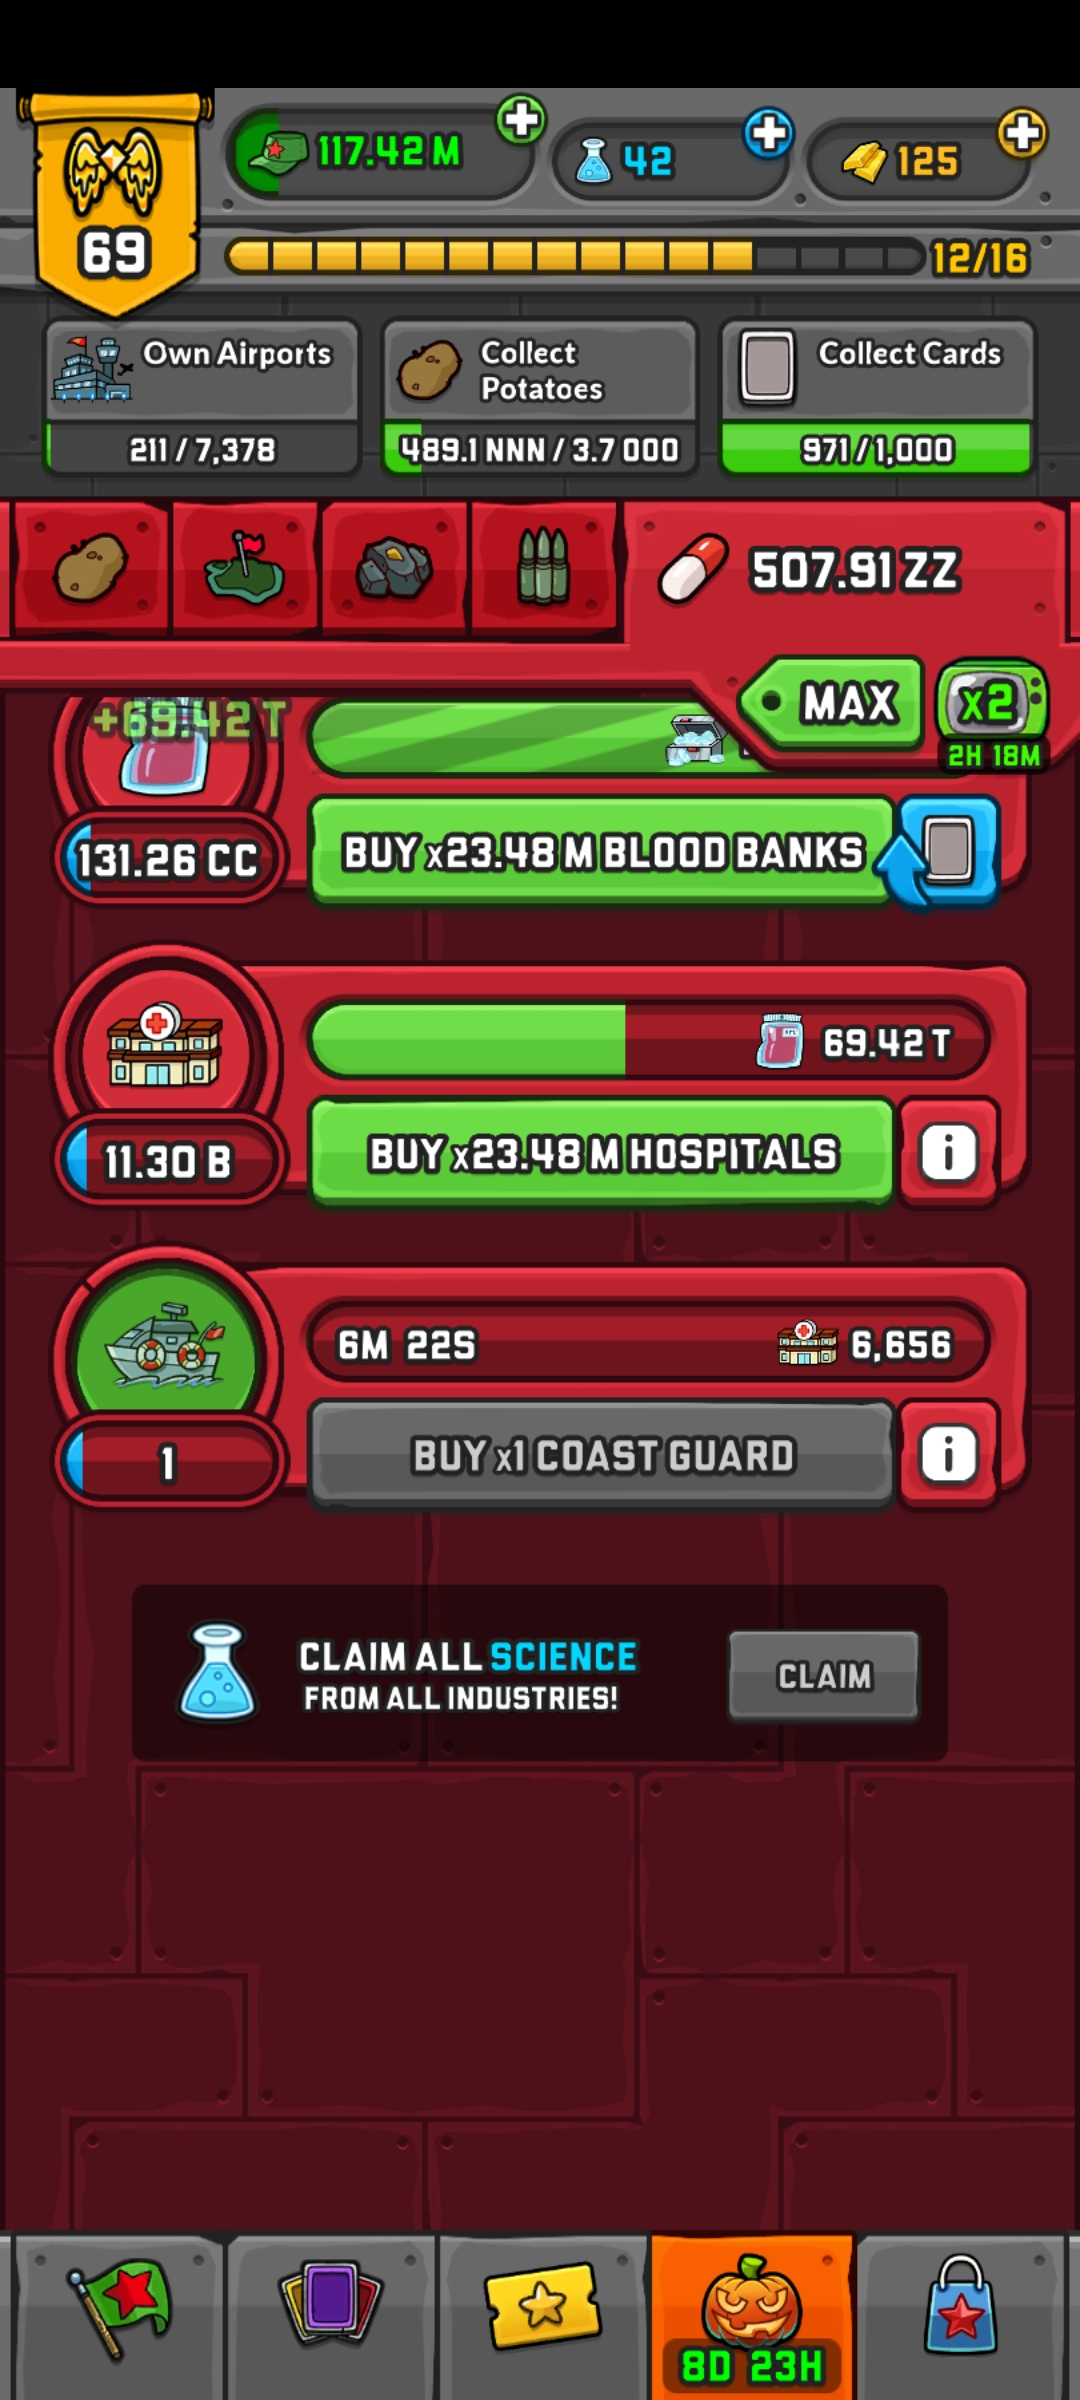 117.42 M
42
125
69
12/16
Own Airports
211 / 7,378
Collect
Potatoes
489.1 NNN / 3.7 OOO
Collect Cards
971 / 1,000
507.91 ZZ
MAX
x2
2H 18M
+69.42 T
131.26 CC
BUY x23.48 M BLOOD BANKS
69.42 T
11.30 B
BUY x23.48 M HOSPITALS
i
6M 22S
6,656
1
BUY x1 COAST GUARD
i
CLAIM ALL SCIENCE
FROM ALL INDUSTRIES!
CLAIM
8D 23H